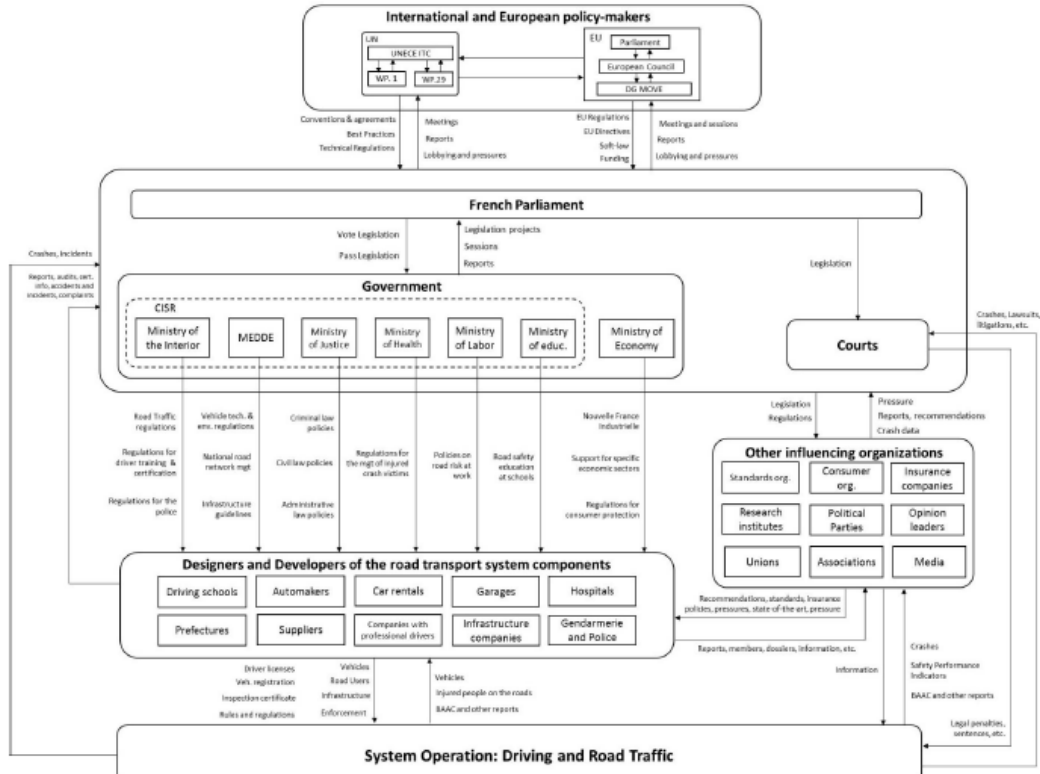 International and European policy-makers
UN
UNECE ITC
WP. 1
WP.29
EU
Parliament
European Council
DG MOVE
Conventions & agreements
Best Practices
Technical Regulations
Meetings
Reports
Lobbying and pressures
EU Regulations
EU Directives
Soft-law
Funding
Meetings and sessions
Reports
Lobbying and pressures
French Parliament
Vote Legislation
Pass Legislation
Legislation projects
Sessions
Reports
Legislation
Crashes, Incidents
Reports, audits, cert.
info, accidents and
incidents, complaints
Government
CISR
Ministry of
the Interior
MEDDE
Ministry
of Justice
Ministry
of Health
Ministry
of Labor
Ministry
of educ.
Ministry of
Economy
Courts
Crashes, Lawsuits,
litigations, etc.
Road Traffic
regulations
Regulations for
driver training &
certification
Regulations for the
police
Vehicle tech. &
env. regulations
National road
network mgt
Infrastructure
guidelines
Criminal law
policies
Civil law policies
Administrative
law policies
Regulations for
the mgt of injured
crash victims
Policies on
road risk at
work
Road safety
education
at schools
Nouvelle France
Industrielle
Support for specific
economic sectors
Regulations for
consumer protection
Legislation
Regulations
Pressure
Reports, recommendations
Crash data
Other influencing organizations
Standards org.
Consumer
org.
Insurance
companies
Research
institutes
Political
Parties
Opinion
leaders
Unions
Associations
Media
Designers and Developers of the road transport system components
Driving schools
Automakers
Car rentals
Garages
Hospitals
Prefectures
Suppliers
Companies with
professional drivers
Infrastructure
companies
Gendarmerie
and Police
Recommendations, standards, insurance
policies, pressures, state-of-the art, pressure
Reports, members, dossiers, information, etc.
Driver licenses
Veh. registration
Inspection certificate
Rules and regulations
Vehicles
Road Users
Infrastructure
Enforcement
Vehicles
Injured people on the roads
BAAC and other reports
Information
Crashes
Safety Performance
Indicators
BAAC and other reports
Legal penalties,
sentences, etc.
System Operation: Driving and Road Traffic